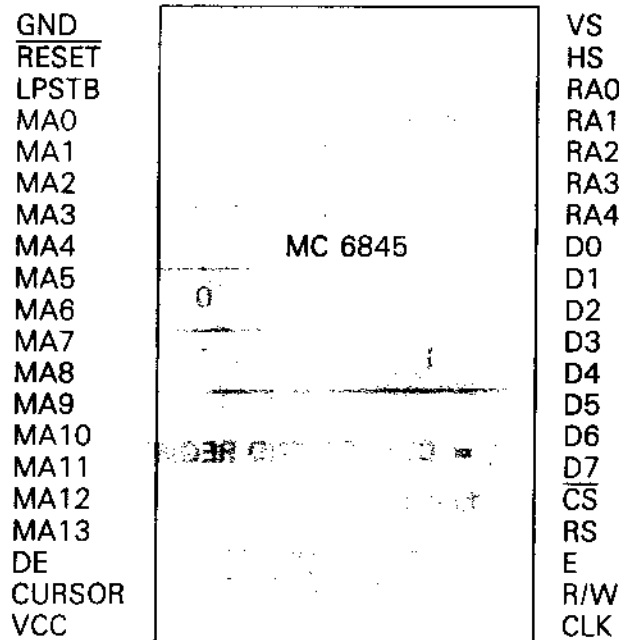 GND VS
RESET HS
LPSTB RA0
MA0 RA1
MA1 RA2
MA2 RA3
MA3 RA4
MA4 MC 6845 D0
MA5 D1
MA6 D2
MA7 D3
MA8 D4
MA9 D5
MA10 D6
MA11 D7
MA12 CS
MA13 RS
DE E
CURSOR R/W
VCC CLK